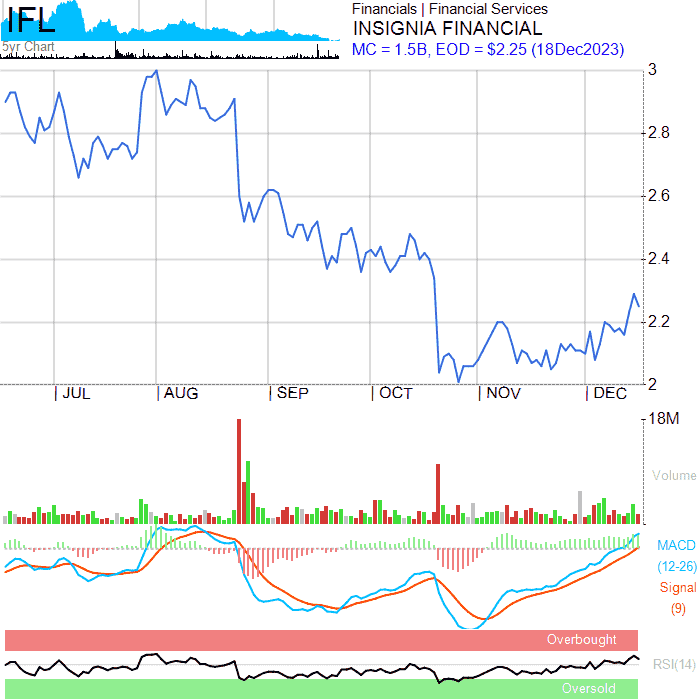 IFL
5yr Chart
Financials | Financial Services
INSIGNIA FINANCIAL
MC = 1.5B, EOD = $2.25 (18Dec2023)
3
2.8
2.6
2.4
2.2
2
JUL AUG SEP OCT NOV DEC
18M
Volume
MACD
(12-26)
Signal
(9)
Overbought
RSI(14)
Oversold